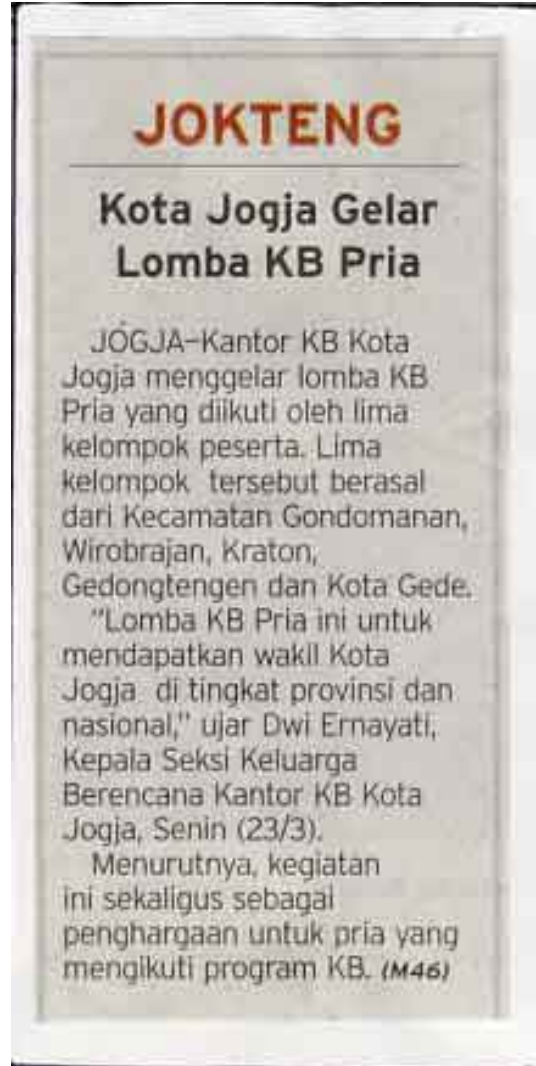 JOKTENG
Kota Jogja Gelar
Lomba KB Pria
JOGJA–Kantor KB Kota
Jogja menggelar lomba KB
Pria yang diikuti oleh lima
kelompok peserta. Lima
kelompok tersebut berasal
dari Kecamatan Gondomanan,
Wirobrajan, Kraton,
Gedongtengen dan Kota Gede.
"Lomba KB Pria ini untuk
mendapatkan wakil Kota
Jogja di tingkat provinsi dan
nasional," ujar Dwi Ernayati,
Kepala Seksi Keluarga
Berencana Kantor KB Kota
Jogja, Senin (23/3).
Menurutnya, kegiatan
ini sekaligus sebagai
penghargaan untuk pria yang
mengikuti program KB. (M46)